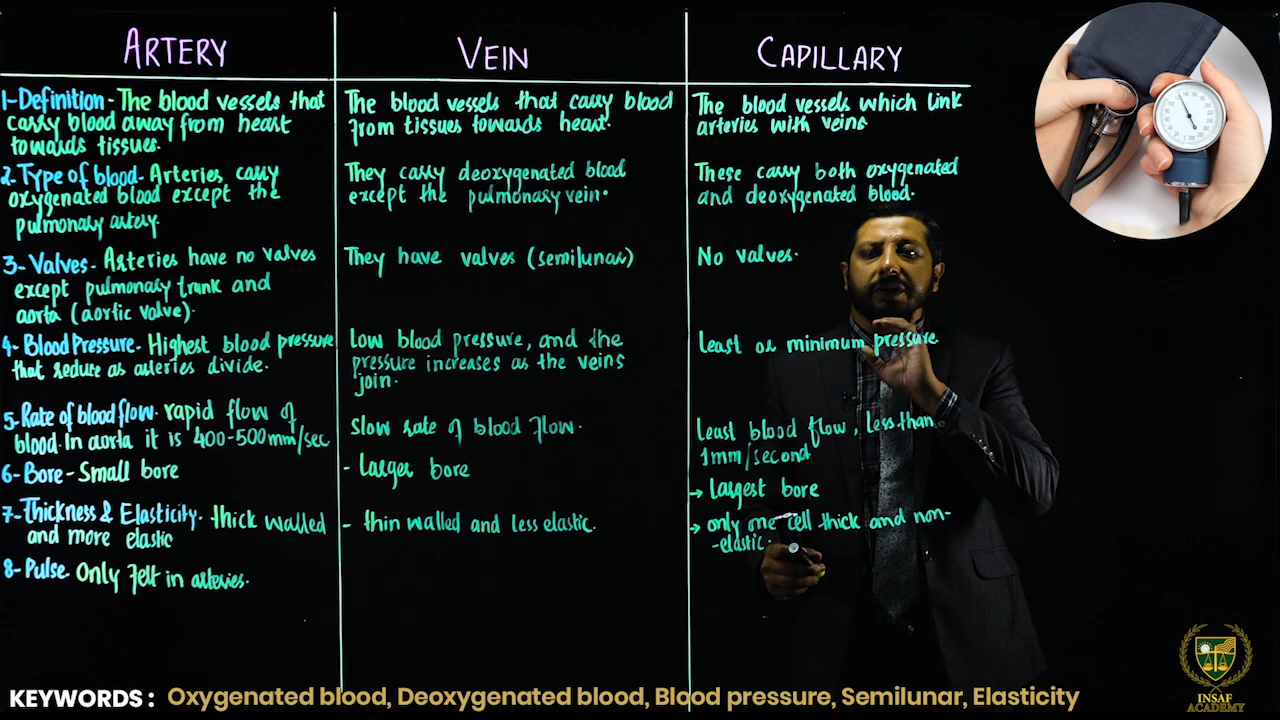 ARTERY
1-Definition - The blood vessels that
carry blood away from heart
towards tissues.
2. Type of blood - Arteries carry
oxygenated blood except the
pulmonary artery.
3- Valves - Arteries have no valves
except pulmonary trunk and
aorta (aortic valve).
4- Blood Pressure - Highest blood pressure
that reduce as arteries divide.
5-Rate of blood flow. rapid flow of
blood. In aorta it is 400-500mm/sec
6- Bore - Small bore
7-Thickness & Elasticity. thick walled
and more elastic
8- Pulse. Only felt in arteries.
VEIN
The blood vessels that carry blood
from tissues towards heart.
They carry deoxygenated blood
except the pulmonary vein.
They have valves (semilunar)
Low blood pressure, and the
pressure increases as the veins
join.
Slow rate of blood flow.
- Larger bore
- thin walled and less elastic.
CAPILLARY
The blood vessels which link
arteries with veins
These carry both oxygenated
and deoxygenated blood.
No valves.
Least or minimum pressure.
Least blood flow, less than
1mm/second
→ Largest bore
→ only one cell thick and non-
-elastic.
KEYWORDS : Oxygenated blood, Deoxygenated blood, Blood pressure, Semilunar, Elasticity
INSAF
ACADEMY